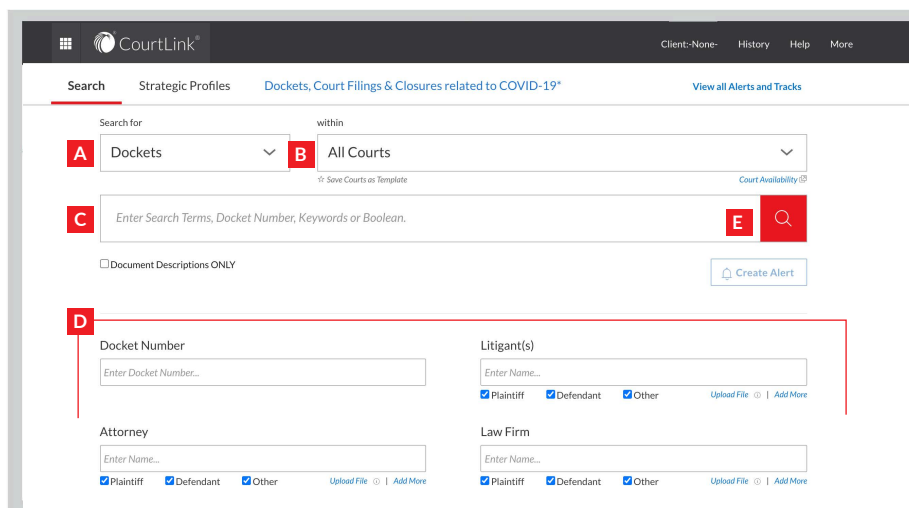 CourtLink® Client:-None- History Help More
Search Strategic Profiles Dockets, Court Filings & Closures related to COVID-19* View all Alerts and Tracks
Search for within
A Dockets B All Courts
☆ Save Courts as Template Court Availability
C Enter Search Terms, Docket Number, Keywords or Boolean. E
Document Descriptions ONLY
Create Alert
D
Docket Number Litigant(s)
Enter Docket Number... Enter Name...
Plaintiff Defendant Other Upload File | Add More
Attorney Law Firm
Enter Name... Enter Name...
Plaintiff Defendant Other Upload File | Add More Plaintiff Defendant Other Upload File | Add More